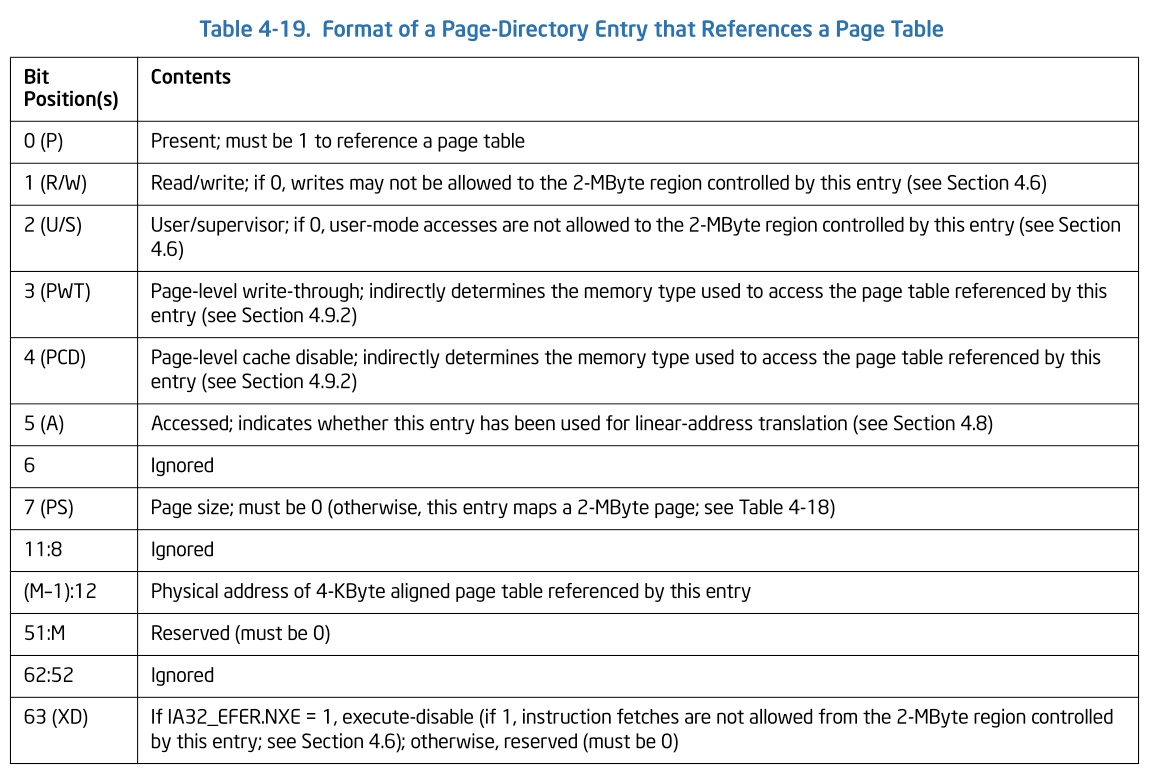 Table 4-19. Format of a Page-Directory Entry that References a Page Table
Bit
Position(s)
Contents
0 (P)
Present; must be 1 to reference a page table
1 (R/W)
Read/write; if 0, writes may not be allowed to the 2-MByte region controlled by this entry (see Section 4.6)
2 (U/S)
User/supervisor; if 0, user-mode accesses are not allowed to the 2-MByte region controlled by this entry (see Section
4.6)
3 (PWT)
Page-level write-through; indirectly determines the memory type used to access the page table referenced by this
entry (see Section 4.9.2)
4 (PCD)
Page-level cache disable; indirectly determines the memory type used to access the page table referenced by this
entry (see Section 4.9.2)
5 (A)
Accessed; indicates whether this entry has been used for linear-address translation (see Section 4.8)
6
Ignored
7 (PS)
Page size; must be 0 (otherwise, this entry maps a 2-MByte page; see Table 4-18)
11:8
Ignored
(M–1):12
Physical address of 4-KByte aligned page table referenced by this entry
51:M
Reserved (must be 0)
62:52
Ignored
63 (XD)
If IA32_EFER.NXE = 1, execute-disable (if 1, instruction fetches are not allowed from the 2-MByte region controlled
by this entry; see Section 4.6); otherwise, reserved (must be 0)